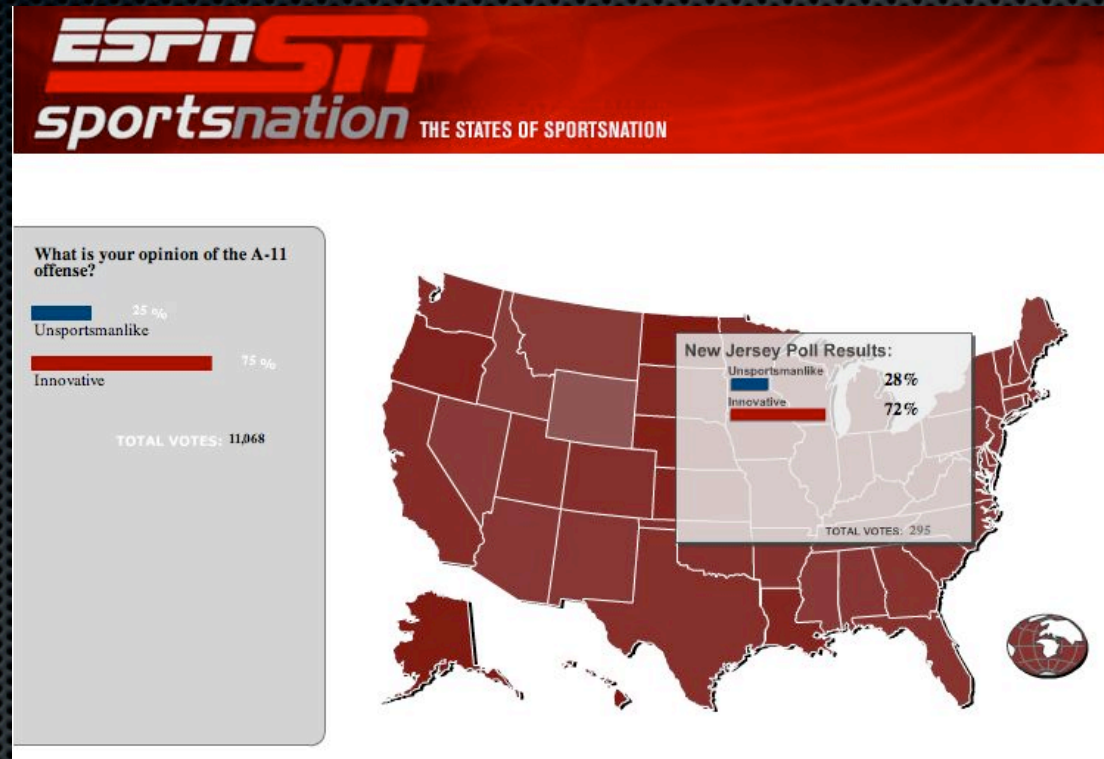 ESPN SN
sportsnation THE STATES OF SPORTSNATION
What is your opinion of the A-11
offense?
25 %
Unsportsmanlike
75 %
Innovative
TOTAL VOTES: 11,068
New Jersey Poll Results:
Unsportsmanlike 28%
Innovative 72%
TOTAL VOTES: 295